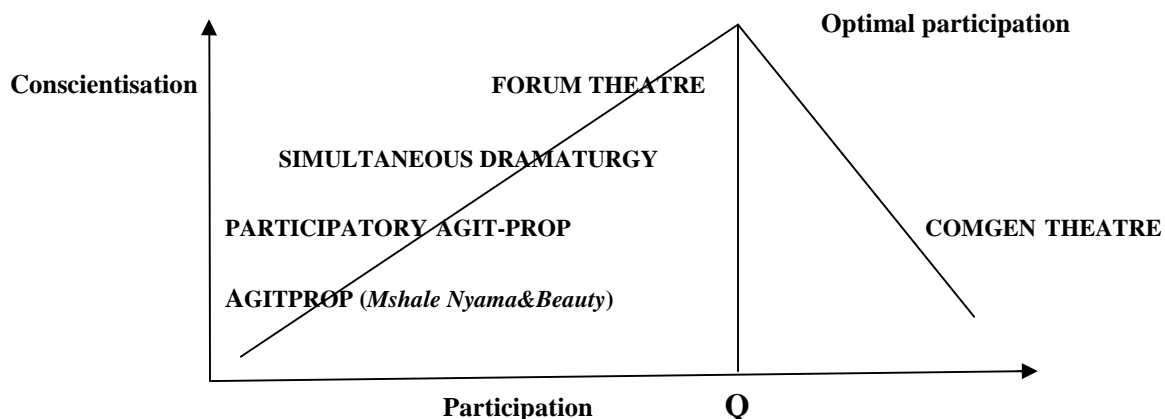 Optimal participation
Conscientisation
FORUM THEATRE
SIMULTANEOUS DRAMATURGY
PARTICIPATORY AGIT-PROP
COMGEN THEATRE
AGITPROP (Mshale Nyama&Beauty)
Participation
Q